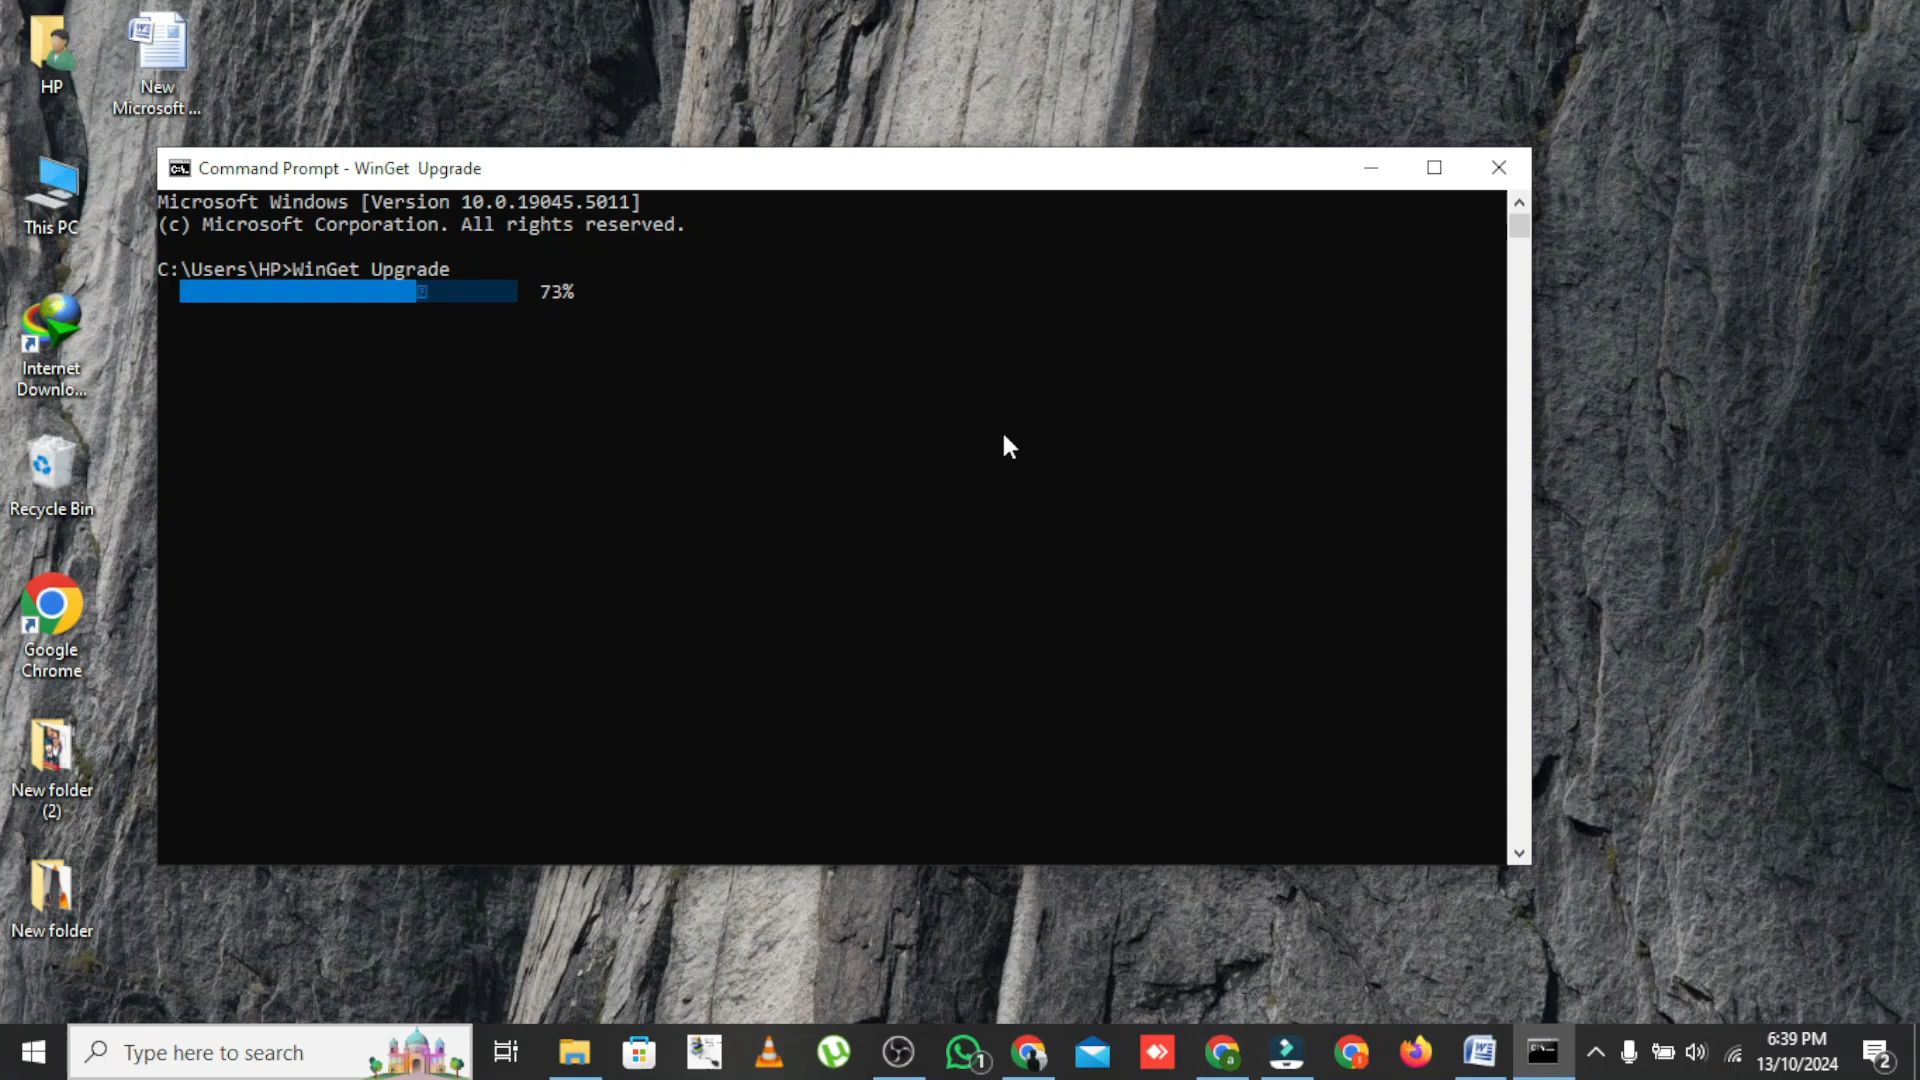 HP
New
Microsoft ...
This PC
Internet
Downlo...
Recycle Bin
Google
Chrome
New folder
(2)
New folder
Command Prompt - WinGet  Upgrade
Microsoft Windows [Version 10.0.19045.5011]
(c) Microsoft Corporation. All rights reserved.
C:\Users\HP>WinGet Upgrade
73%
Type here to search
1
a
6:39 PM
13/10/2024
2